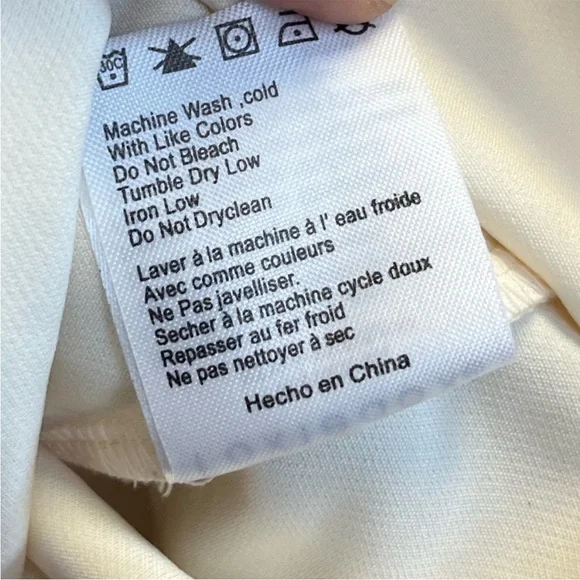 30C
Machine Wash ,cold
With Like Colors
Do Not Bleach
Tumble Dry Low
Iron Low
Do Not Dryclean
Laver à la machine à l' eau froide
Avec comme couleurs
Ne Pas javelliser.
Secher à la machine cycle doux
Repasser au fer froid
Ne pas nettoyer à sec
Hecho en China